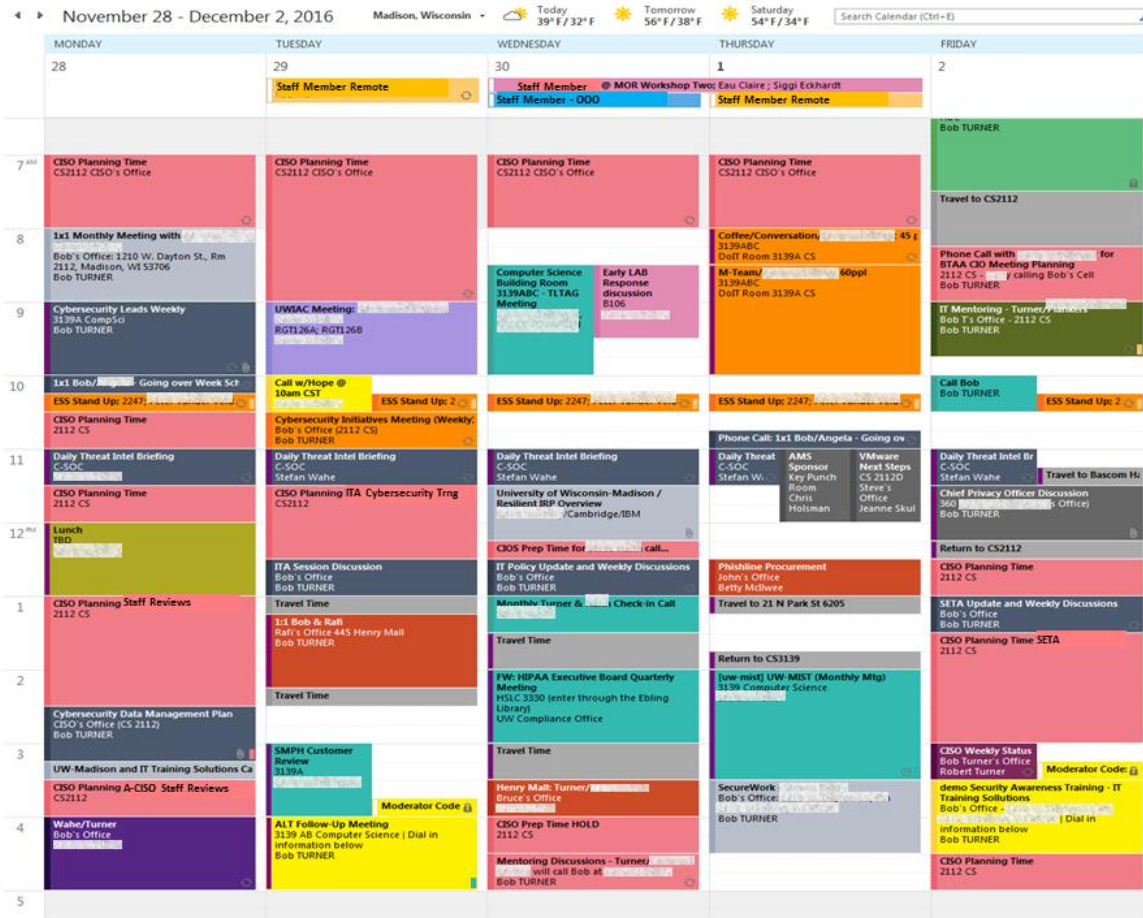 November 28 - December 2, 2016
Madison, Wisconsin
Today
39° F / 32° F
Tomorrow
56° F / 38° F
Saturday
54° F / 34° F
Search Calendar (Ctrl+E)
MONDAY
TUESDAY
WEDNESDAY
THURSDAY
FRIDAY
28
29
30
1
2
Staff Member Remote
Staff Member @ MOR Workshop Two; Eau Claire ; Siggi Eckhardt
Staff Member - OOO
Staff Member Remote
7 AM
8
9
10
11
12 PM
1
2
3
4
5
CISO Planning Time
CS2112 CISO's Office
1x1 Monthly Meeting with
Bob's Office: 1210 W. Dayton St., Rm
2112, Madison, WI 53706
Bob TURNER
Cybersecurity Leads Weekly
3139A CompSci
Bob TURNER
1x1 Bob/ - Going over Week Sch
ESS Stand Up: 2247;
CISO Planning Time
2112 CS
Daily Threat Intel Briefing
C-SOC
CISO Planning Time
2112 CS
Lunch
TBD
CISO Planning Staff Reviews
2112 CS
Cybersecurity Data Management Plan
CISO's Office (CS 2112)
Bob TURNER
UW-Madison and IT Training Solutions Ca
CISO Planning A-CISO Staff Reviews
CS2112
Wahe/Turner
Bob's Office
CISO Planning Time
CS2112 CISO's Office
UWIAC Meeting:
RGT126A; RGT126B
Call w/Hope @
10am CST
ESS Stand Up: 2
Cybersecurity Initiatives Meeting (Weekly)
Bob's Office (2112 CS)
Bob TURNER
Daily Threat Intel Briefing
C-SOC
Stefan Wahe
CISO Planning ITA Cybersecurity Trng
CS2112
ITA Session Discussion
Bob's Office
Bob TURNER
Travel Time
1:1 Bob & Rafi
Rafi's Office 445 Henry Mall
Bob TURNER
Travel Time
SMPH Customer
Review
3139A
Moderator Code
ALT Follow-Up Meeting
3139 AB Computer Science | Dial in
information below
Bob TURNER
CISO Planning Time
CS2112 CISO's Office
Computer Science
Building Room
3139ABC - TLTAG
Meeting
Early LAB
Response
discussion
B106
ESS Stand Up: 2247;
Daily Threat Intel Briefing
C-SOC
Stefan Wahe
University of Wisconsin-Madison /
Resilient IRP Overview
/Cambridge/IBM
CIOS Prep Time for call...
IT Policy Update and Weekly Discussions
Bob's Office
Bob TURNER
Monthly Turner & Check-in Call
Travel Time
FW: HIPAA Executive Board Quarterly
Meeting
HSLC 3330 (enter through the Ebling
Library)
UW Compliance Office
Travel Time
Henry Mall: Turner/
Bruce's Office
CISO Prep Time HOLD
2112 CS
Mentoring Discussions - Turner/
will call Bob at
Bob TURNER
CISO Planning Time
CS2112 CISO's Office
Coffee/Conversation/ ; 45 p
3139ABC
DoIT Room 3139A CS
M-Team/ 60ppl
3139ABC
DoIT Room 3139A CS
ESS Stand Up: 2247;
Phone Call: 1x1 Bob/Angela - Going ov
Daily Threat
C-SOC
Stefan W
AMS
Sponsor
Key Punch
Room
Chris
Holsman
VMware
Next Steps
CS 2112D
Steve's
Office
Jeanne Skul
Phishline Procurement
John's Office
Betty McIlwee
Travel to 21 N Park St 6205
Return to CS3139
[uw-mist] UW-MIST (Monthly Mtg)
3139 Computer Science
SecureWork
Bob's Office:
Bob TURNER
Bob TURNER
Travel to CS2112
Phone Call with for
BTAA CIO Meeting Planning
2112 CS - calling Bob's Cell
Bob TURNER
IT Mentoring - Turner/Flankers
Bob T's Office - 2112 CS
Bob TURNER
Call Bob
Bob TURNER
ESS Stand Up: 2
Daily Threat Intel Br
C-SOC
Stefan Wahe
Travel to Bascom Ha
Chief Privacy Officer Discussion
360 s Office)
Bob TURNER
Return to CS2112
CISO Planning Time
2112 CS
SETA Update and Weekly Discussions
Bob's Office
Bob TURNER
CISO Planning Time SETA
2112 CS
CISO Weekly Status
Bob Turner's Office
Robert Turner
Moderator Code:
demo Security Awareness Training - IT
Training Sollutions
Bob's Office -
| Dial in
information below
Bob TURNER
CISO Planning Time
2112 CS